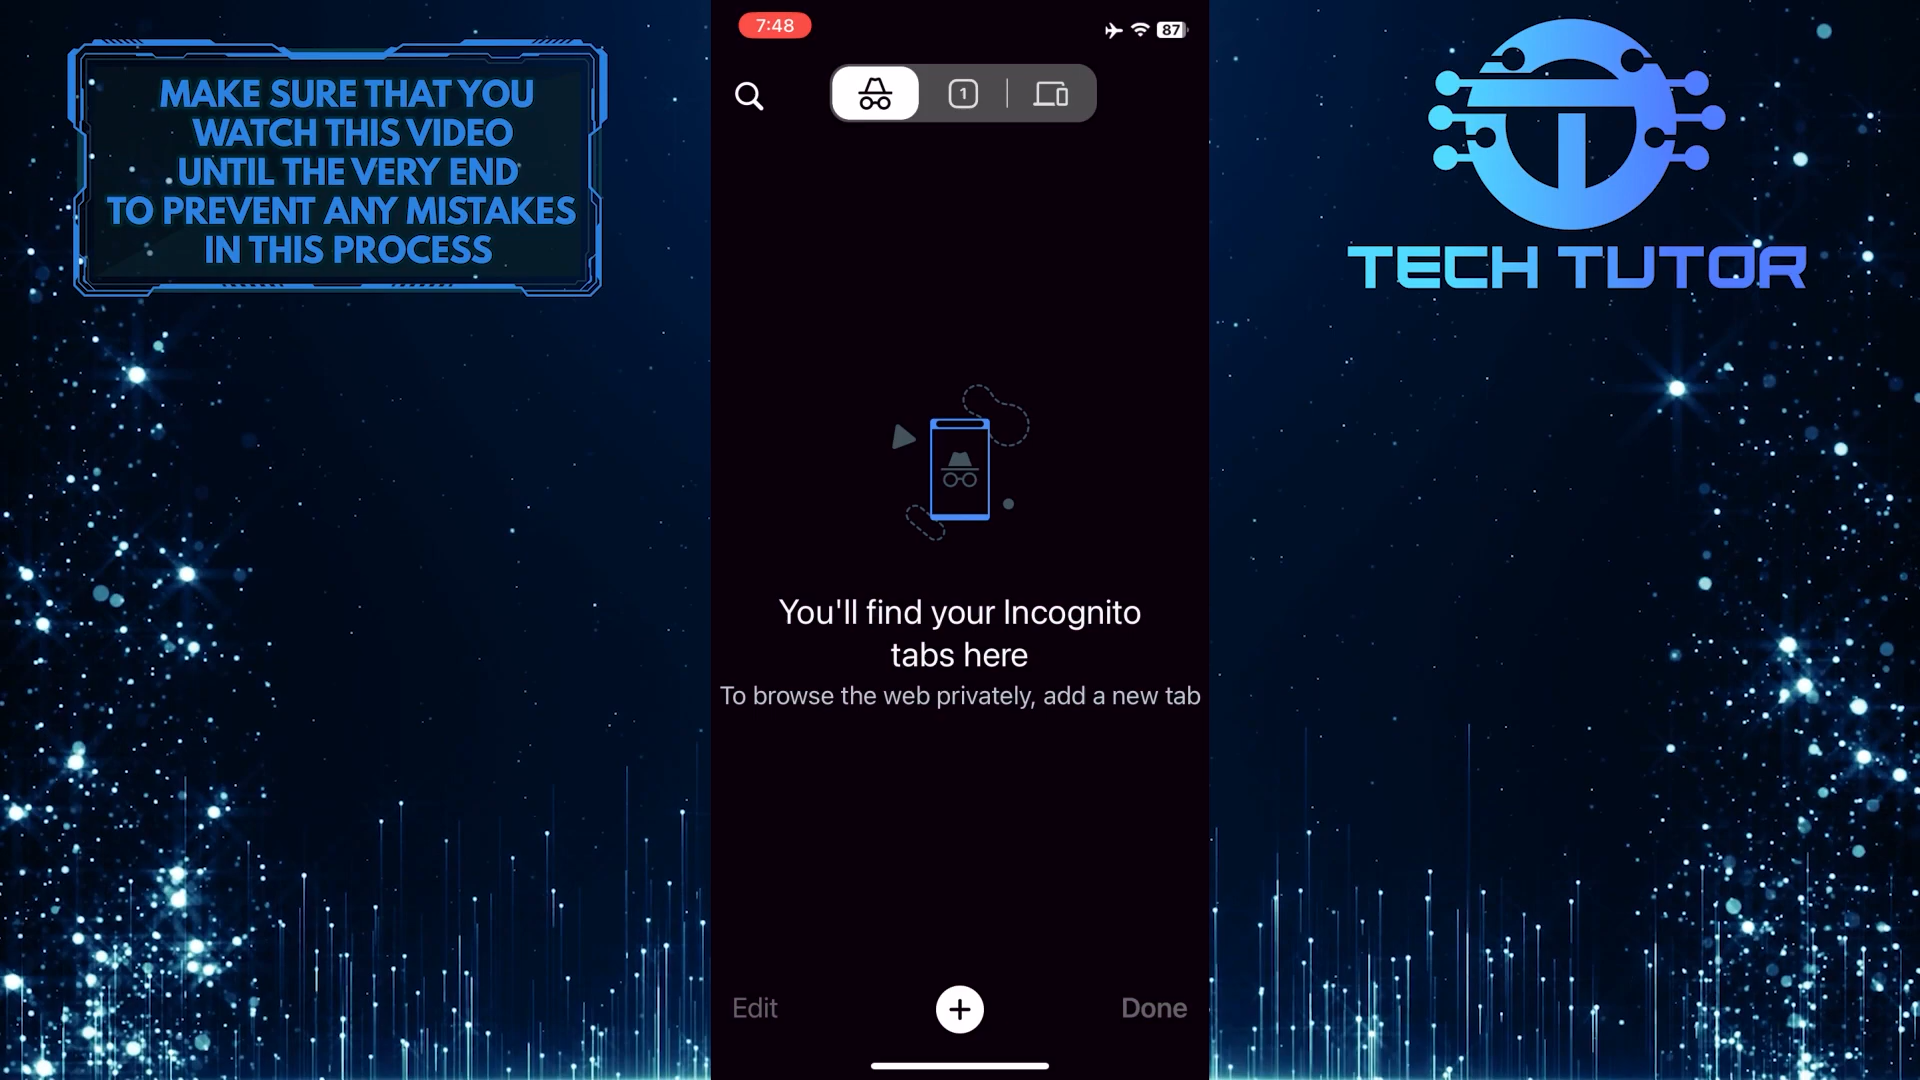 MAKE SURE THAT YOU
WATCH THIS VIDEO
UNTIL THE VERY END
TO PREVENT ANY MISTAKES
IN THIS PROCESS
7:48
87
1
TECH TUTOR
You'll find your Incognito
tabs here
To browse the web privately, add a new tab
Edit
Done